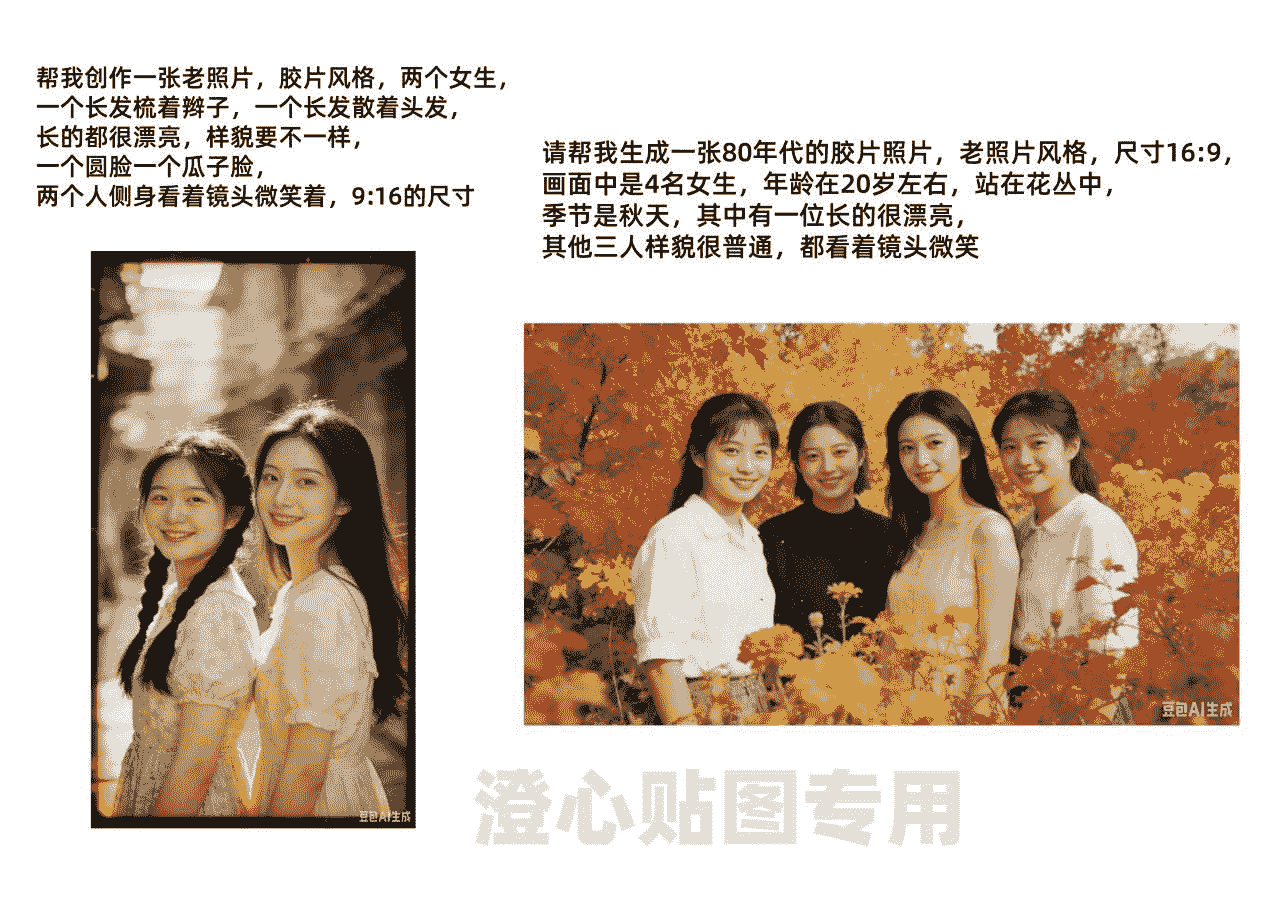 帮我创作一张老照片，胶片风格，两个女生，
一个长发梳着辫子，一个长发散着头发，
长的都很漂亮，样貌要不一样，
一个圆脸一个瓜子脸，
两个人侧身看着镜头微笑着，9:16的尺寸
请帮我生成一张80年代的胶片照片，老照片风格，尺寸16:9，
画面中是4名女生，年龄在20岁左右，站在花丛中，
季节是秋天，其中有一位长的很漂亮，
其他三人样貌很普通，都看着镜头微笑
豆包AI生成
豆包AI生成
澄心贴图专用